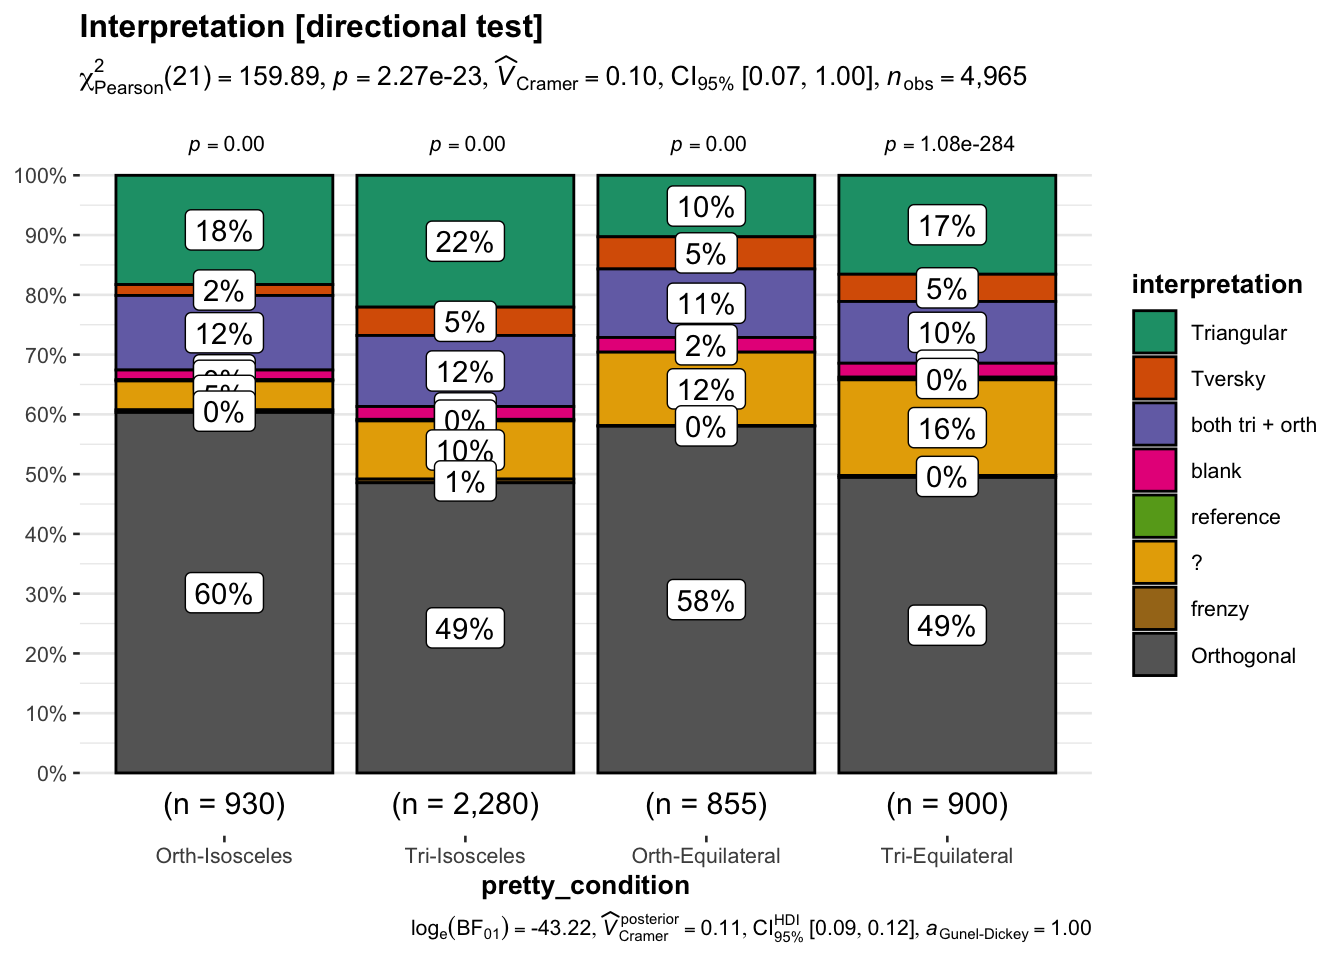 Interpretation [directional test]
χ²Pearson(21) = 159.89, p = 2.27e-23, V̂Cramer = 0.10, CI95% [0.07, 1.00], nobs = 4,965
p = 0.00 p = 0.00 p = 0.00 p = 1.08e-284
100%
90%
80%
70%
60%
50%
40%
30%
20%
10%
0%
18%
2%
12%
0%
60%
22%
5%
12%
0%
10%
1%
49%
10%
5%
11%
2%
12%
0%
58%
17%
5%
10%
0%
16%
0%
49%
(n = 930) (n = 2,280) (n = 855) (n = 900)
Orth-Isosceles Tri-Isosceles Orth-Equilateral Tri-Equilateral
pretty_condition
interpretation
Triangular
Tversky
both tri + orth
blank
reference
?
frenzy
Orthogonal
loge(BF01) = -43.22, V̂posteriorCramer = 0.11, CIHDI95% [0.09, 0.12], aGunel-Dickey = 1.00